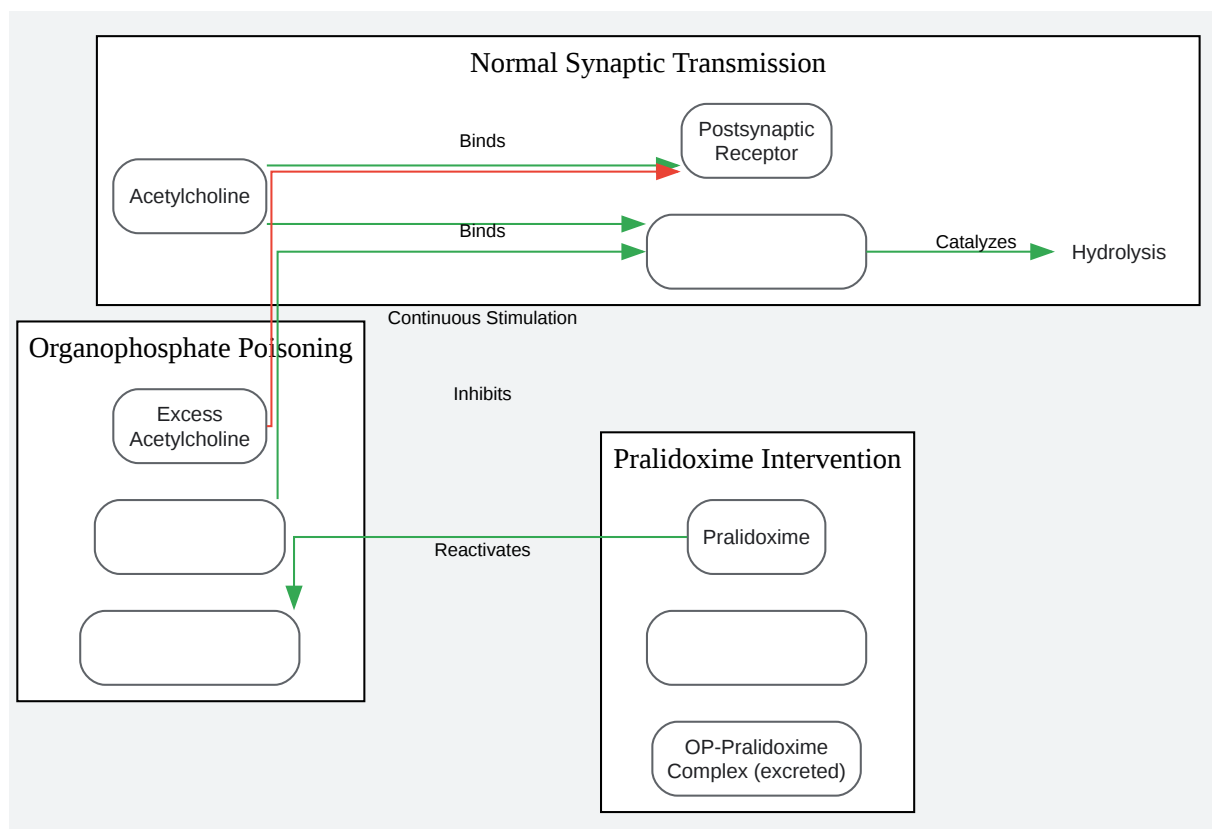 Normal Synaptic Transmission
Binds
Postsynaptic
Receptor
Acetylcholine
Binds
Catalyzes
Hydrolysis
Continuous Stimulation
Organophosphate Poisoning
Inhibits
Excess
Acetylcholine
Pralidoxime Intervention
Pralidoxime
Reactivates
OP-Pralidoxime
Complex (excreted)